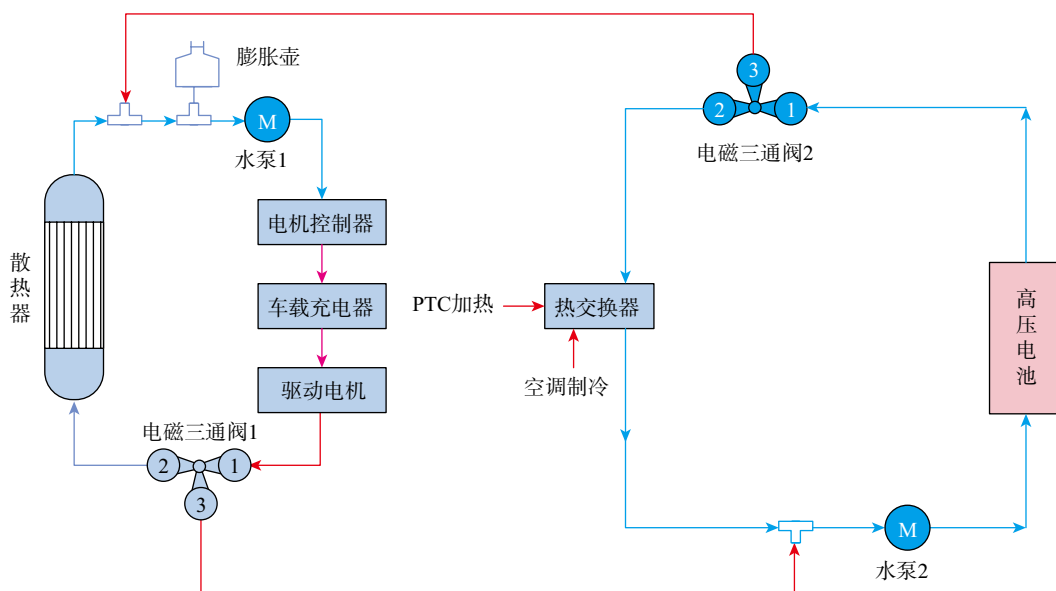 膨胀壶
M
水泵1
3
2
1
电磁三通阀2
电机控制器
散热器
车载充电器
PTC加热
热交换器
高压电池
空调制冷
驱动电机
电磁三通阀1
2
1
3
M
水泵2